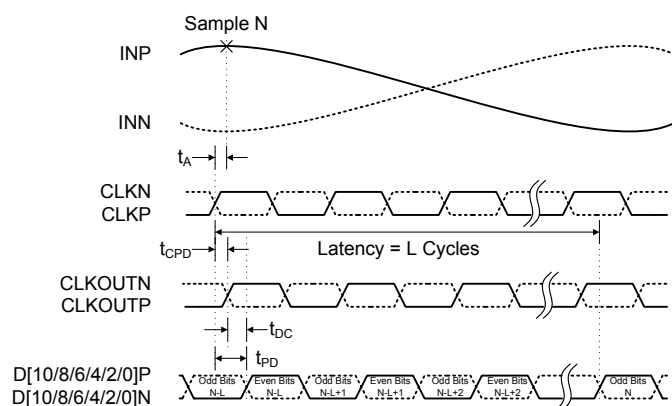 Sample N
INP
INN
tA
CLKN
CLKP
tCPD
Latency = L Cycles
CLKOUTN
CLKOUTP
tDC
tPD
D[10/8/6/4/2/0]P
D[10/8/6/4/2/0]N
Odd Bits
N-L
Even Bits
N-L
Odd Bits
N-L+1
Even Bits
N-L+1
Odd Bits
N-L+2
Even Bits
N-L+2
Odd Bits
N